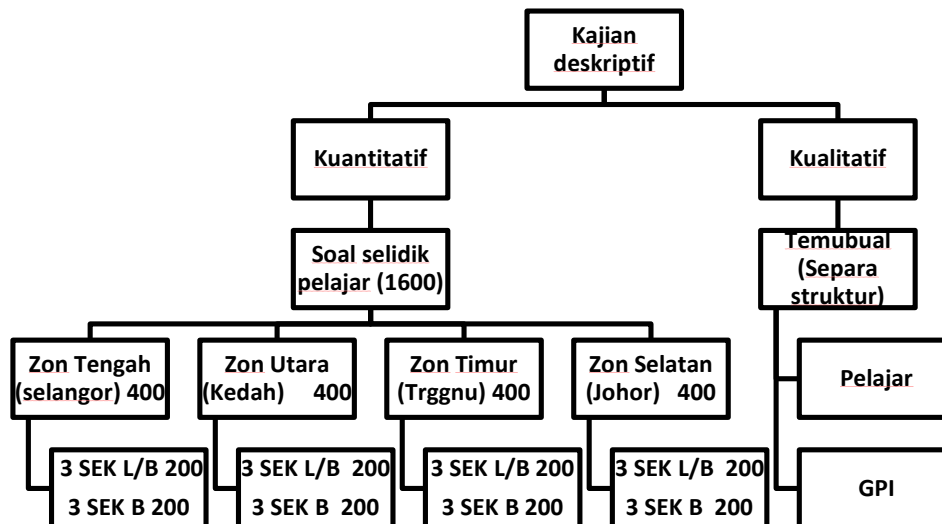 Kajian
deskriptif
Kuantitatif
Kualitatif
Soal selidik
pelajar (1600)
Temubual
(Separa
struktur)
Zon Tengah
(selangor) 400
Zon Utara
(Kedah) 400
Zon Timur
(Trggnu) 400
Zon Selatan
(Johor) 400
Pelajar
3 SEK L/B 200
3 SEK B 200
3 SEK L/B 200
3 SEK B 200
3 SEK L/B 200
3 SEK B 200
3 SEK L/B 200
3 SEK B 200
GPI